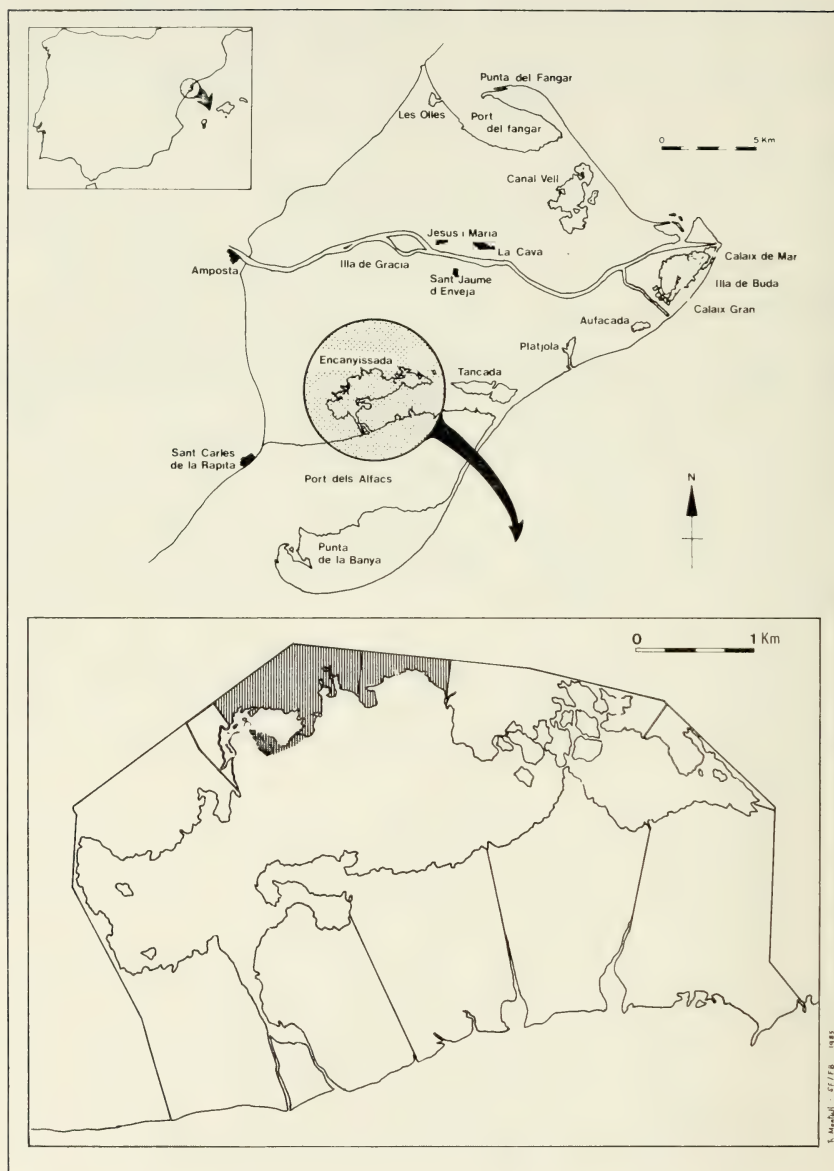 Punta del Fangar
Les Olles
Port
del fangar
0 5 Km
Canal Vell
Jesus i Maria
La Cava
Amposta
Illa de Gracia
Sant Jaume
d Enveja
Calaix de Mar
Illa de Buda
Calaix Gran
Aufacada
Platjola
Encanyissada
Tancada
Sant Carles
de la Rapita
Port dels Alfacs
N
Punta
de la Banya
0 1 Km
1985